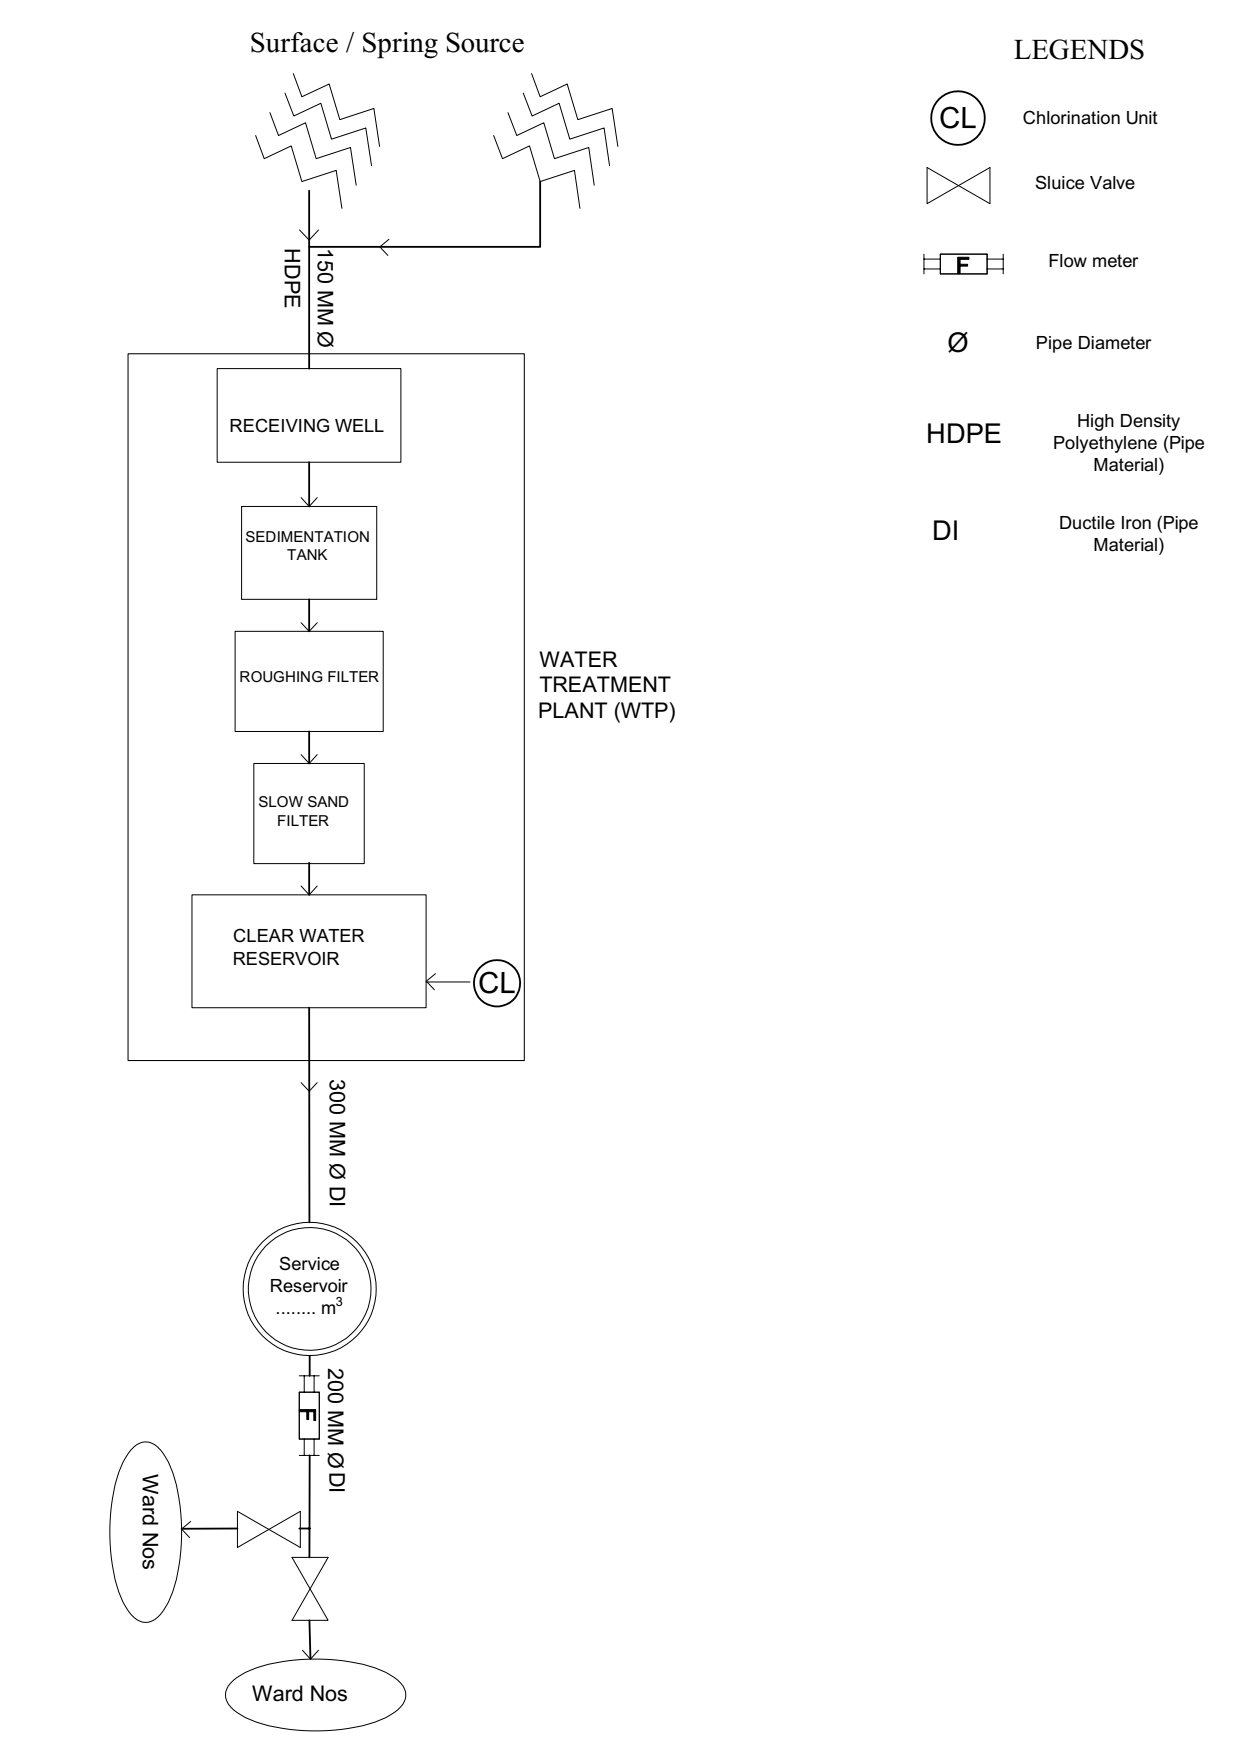 Surface / Spring Source
150 MM Ø
HDPE
RECEIVING WELL
SEDIMENTATION
TANK
ROUGHING FILTER
SLOW SAND
FILTER
CLEAR WATER
RESERVOIR
CL
WATER
TREATMENT
PLANT (WTP)
300 MM Ø DI
Service
Reservoir
........ m³
F
200 MM Ø DI
Ward Nos
Ward Nos
LEGENDS
CL
Chlorination Unit
Sluice Valve
F
Flow meter
Ø
Pipe Diameter
HDPE
High Density
Polyethylene (Pipe
Material)
DI
Ductile Iron (Pipe
Material)